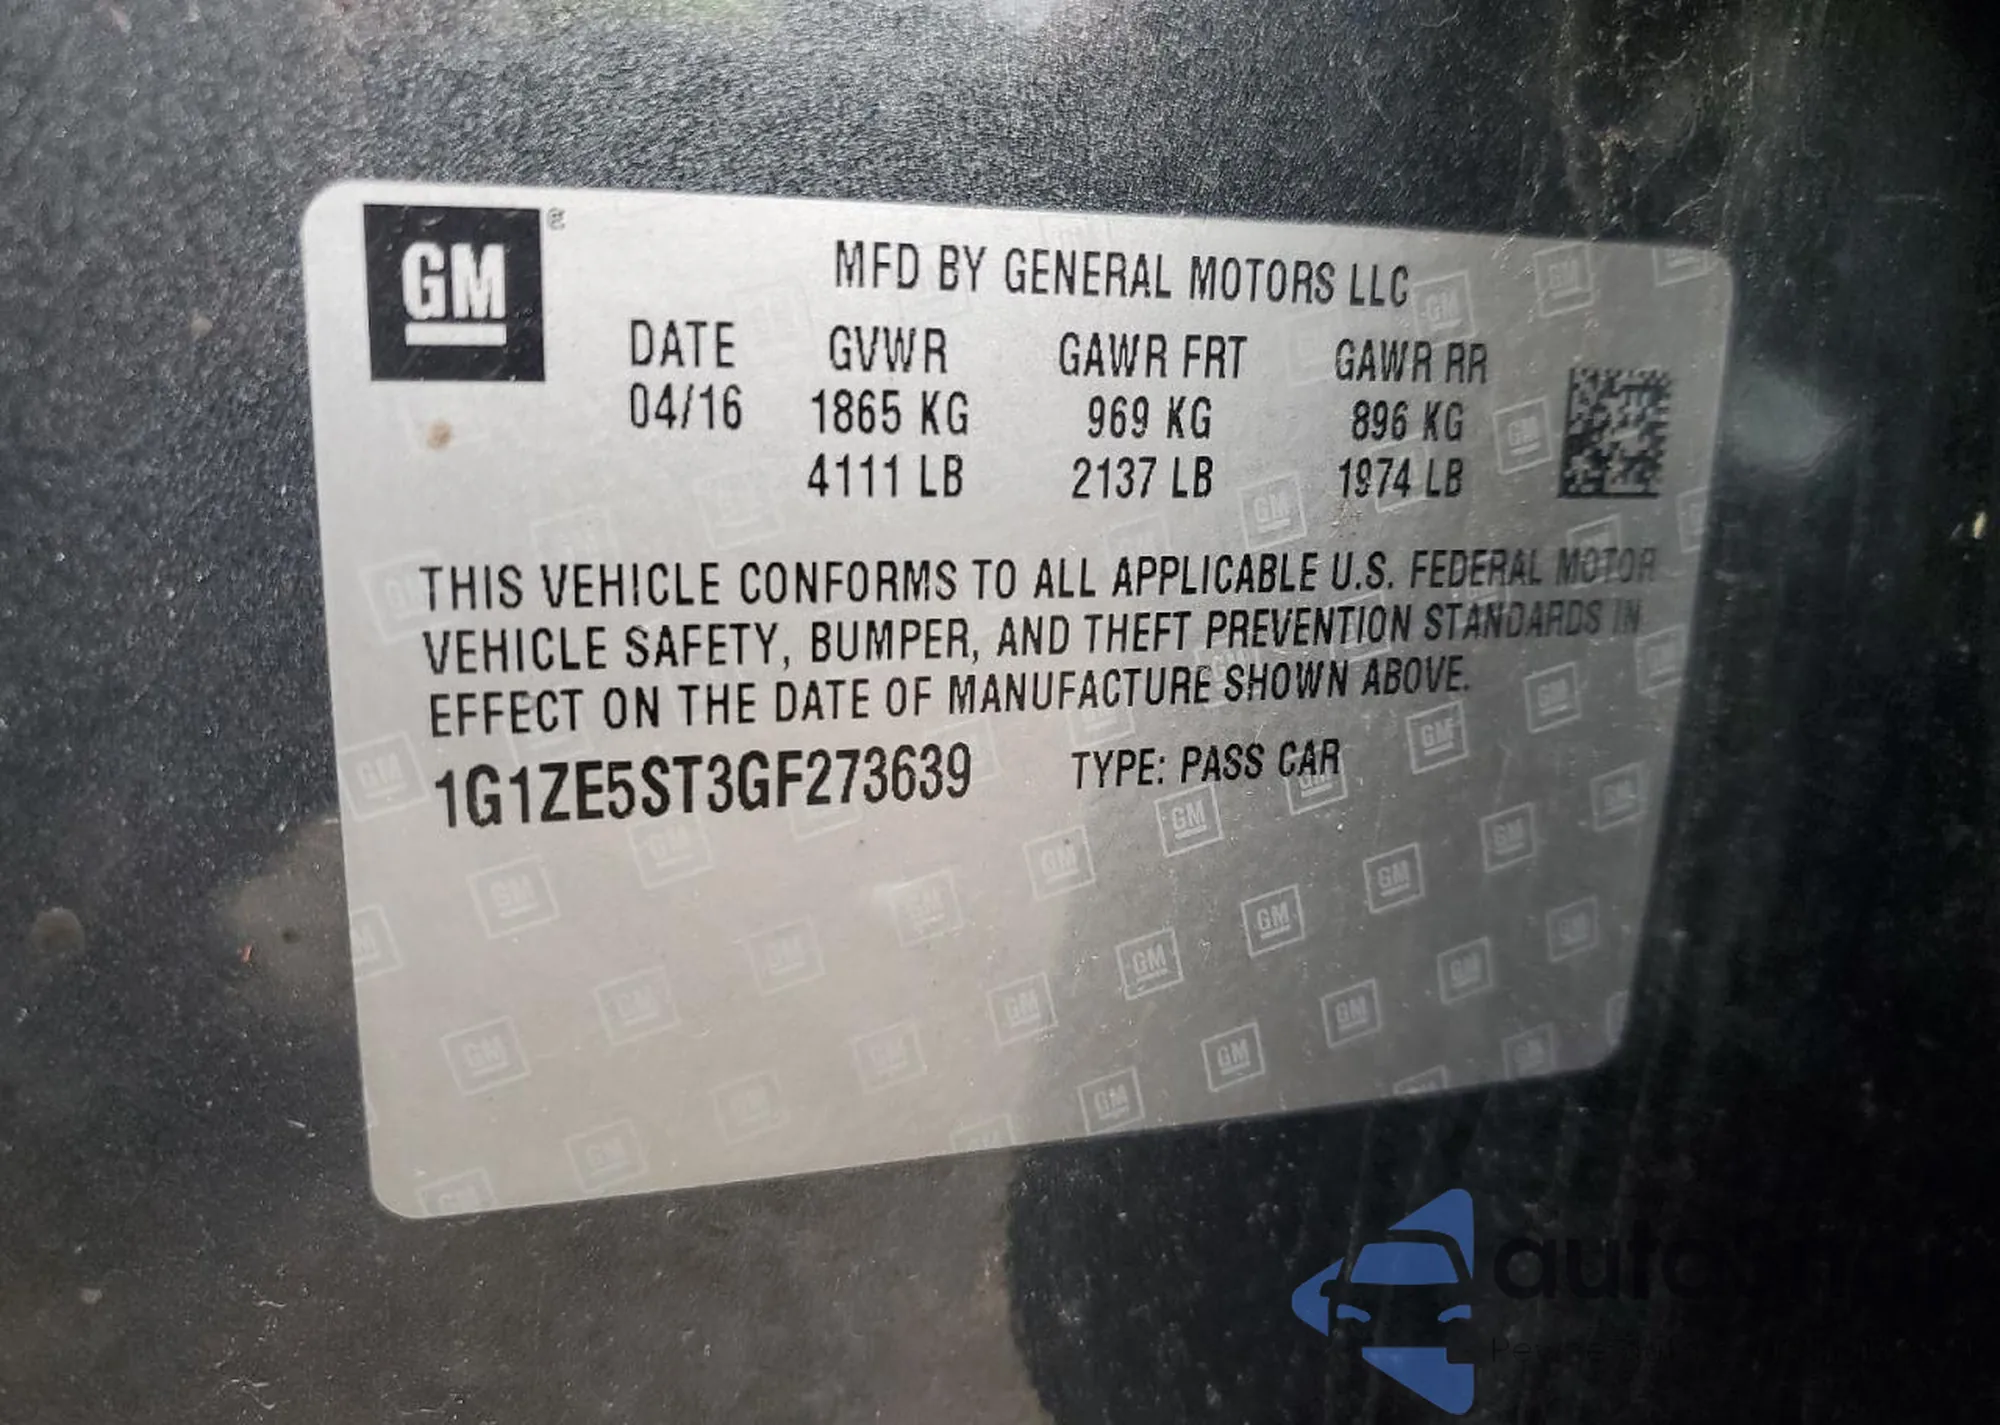 GM
MFD BY GENERAL MOTORS LLC
DATE GVWR GAWR FRT GAWR RR
04/16 1865 KG 969 KG 896 KG
4111 LB 2137 LB 1974 LB
THIS VEHICLE CONFORMS TO ALL APPLICABLE U.S. FEDERAL MOTOR
VEHICLE SAFETY, BUMPER, AND THEFT PREVENTION STANDARDS IN
EFFECT ON THE DATE OF MANUFACTURE SHOWN ABOVE.
1G1ZE5ST3GF273639 TYPE: PASS CAR